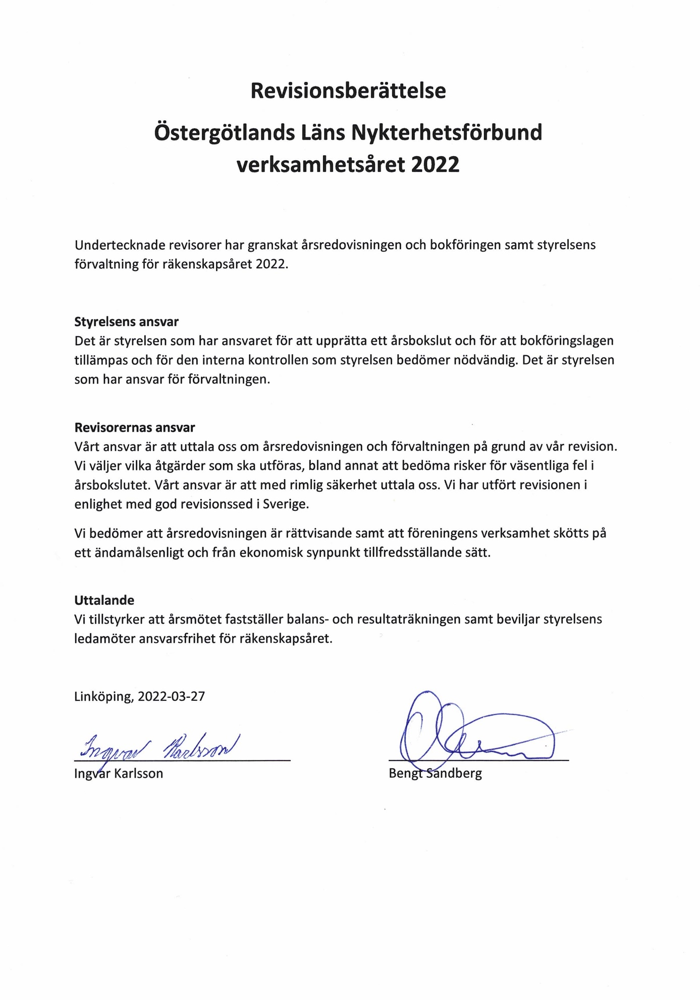 Revisionsberättelse
Östergötlands Läns Nykterhetsförbund
verksamhetsåret 2022
Undertecknade revisorer har granskat årsredovisningen och bokföringen samt styrelsens
förvaltning för räkenskapsåret 2022.
Styrelsens ansvar
Det är styrelsen som har ansvaret för att upprätta ett årsbokslut och för att bokföringslagen
tillämpas och för den interna kontrollen som styrelsen bedömer nödvändig. Det är styrelsen
som har ansvar för förvaltningen.
Revisorernas ansvar
Vårt ansvar är att uttala oss om årsredovisningen och förvaltningen på grund av vår revision.
Vi väljer vilka åtgärder som ska utföras, bland annat att bedöma risker för väsentliga fel i
årsbokslutet. Vårt ansvar är att med rimlig säkerhet uttala oss. Vi har utfört revisionen i
enlighet med god revisionssed i Sverige.
Vi bedömer att årsredovisningen är rättvisande samt att föreningens verksamhet skötts på
ett ändamålsenligt och från ekonomisk synpunkt tillfredsställande sätt.
Uttalande
Vi tillstyrker att årsmötet fastställer balans- och resultaträkningen samt beviljar styrelsens
ledamöter ansvarsfrihet för räkenskapsåret.
Linköping, 2022-03-27
Ingvar Karlsson
Ingvar Karlsson
Bengt Sandberg